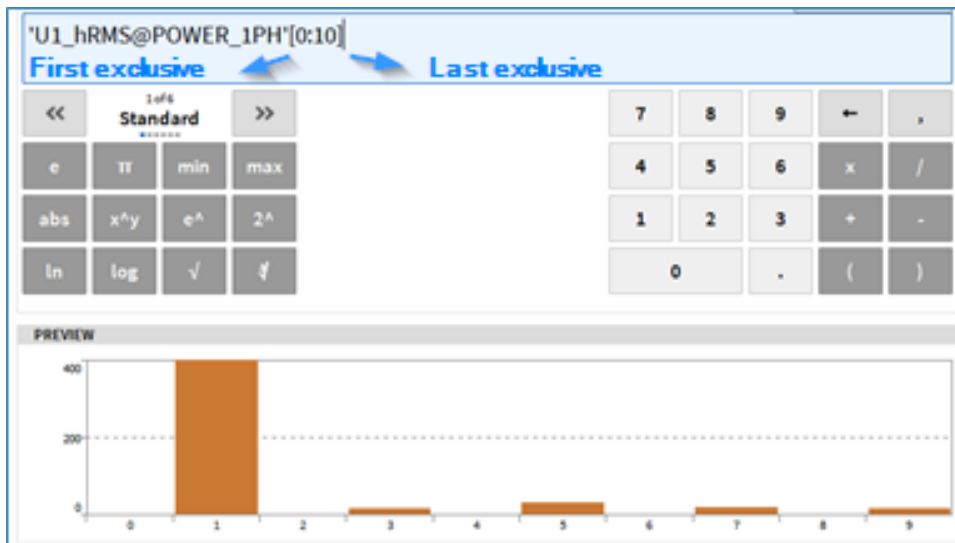 'U1_hRMS@POWER_1PH'[0:10]
First exclusive Last exclusive
<< 1 of 6 >> 7 8 9 ← ,
Standard
e π min max 4 5 6 x /
abs x^y e^ 2^ 1 2 3 + -
ln log √ ∛ 0 . ( )
PREVIEW
400
200
0
0 1 2 3 4 5 6 7 8 9